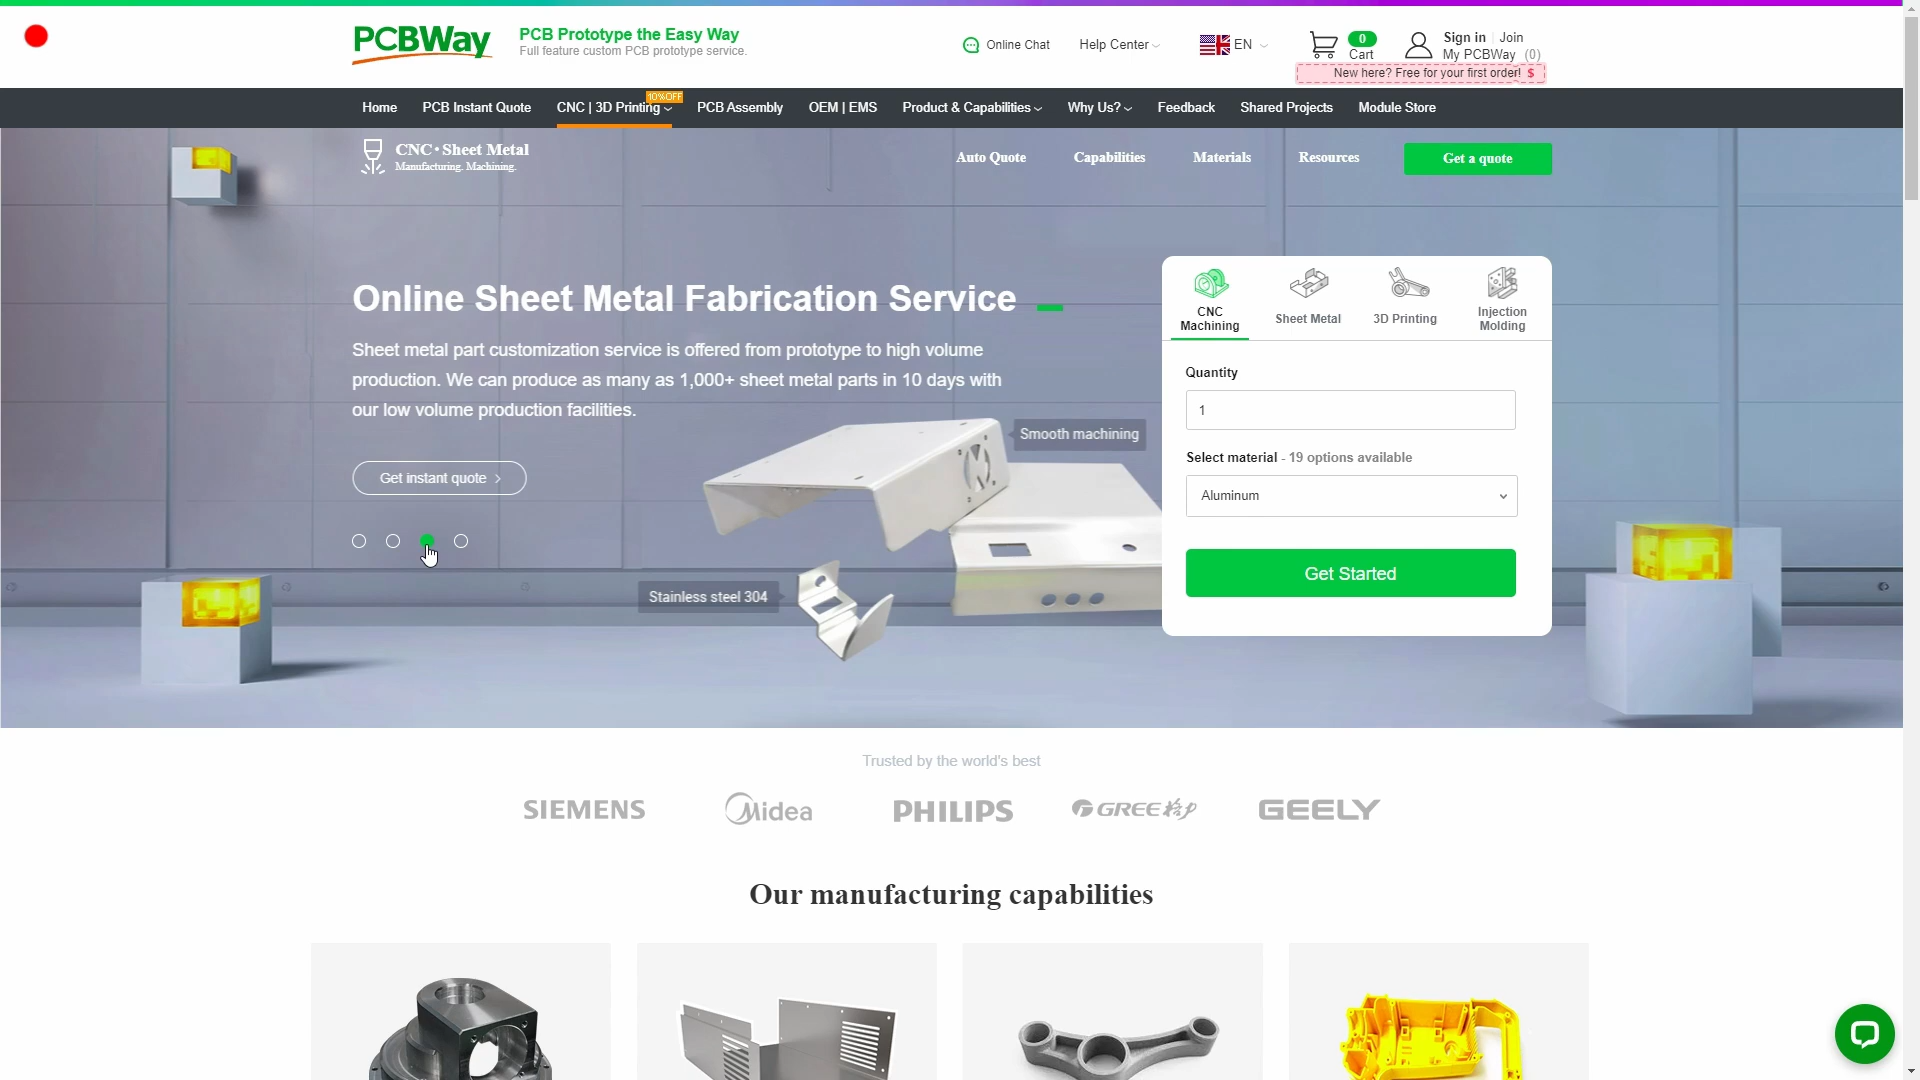 PCBWay
PCB Prototype the Easy Way
Full feature custom PCB prototype service.
Online Chat
Help Center
EN
0
Cart
Sign in
Join
My PCBWay (0)
New here? Free for your first order! $
10%OFF
Home
PCB Instant Quote
CNC | 3D Printing
PCB Assembly
OEM | EMS
Product & Capabilities
Why Us?
Feedback
Shared Projects
Module Store
CNC·Sheet Metal
Manufacturing. Machining.
Auto Quote
Capabilities
Materials
Resources
Get a quote
Online Sheet Metal Fabrication Service
Sheet metal part customization service is offered from prototype to high volume
production. We can produce as many as 1,000+ sheet metal parts in 10 days with
our low volume production facilities.
Get instant quote >
Smooth machining
Stainless steel 304
CNC
Machining
Sheet Metal
3D Printing
Injection
Molding
Quantity
1
Select material - 19 options available
Aluminum
Get Started
Trusted by the world's best
SIEMENS
Midea
PHILIPS
GREE格力
GEELY
Our manufacturing capabilities